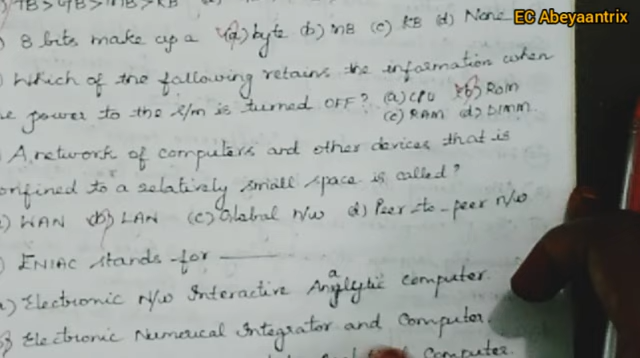 TB > GB > MB > KB
8 bits make up a (a) byte (b) MB (c) KB (d) None
EC Abeyaantrix
Which of the following retains the information when
power to the s/m is turned OFF? (a) CPU (b) ROM
(c) RAM (d) DIMM
A network of computers and other devices that is
confined to a relatively small space is called?
WAN (b) LAN (c) Global n/w (d) Peer-to-peer n/w
ENIAC stands for
a) Electronic N/w Interactive Analytic computer.
b) Electronic Numerical Integrator and Computer.
Computer.